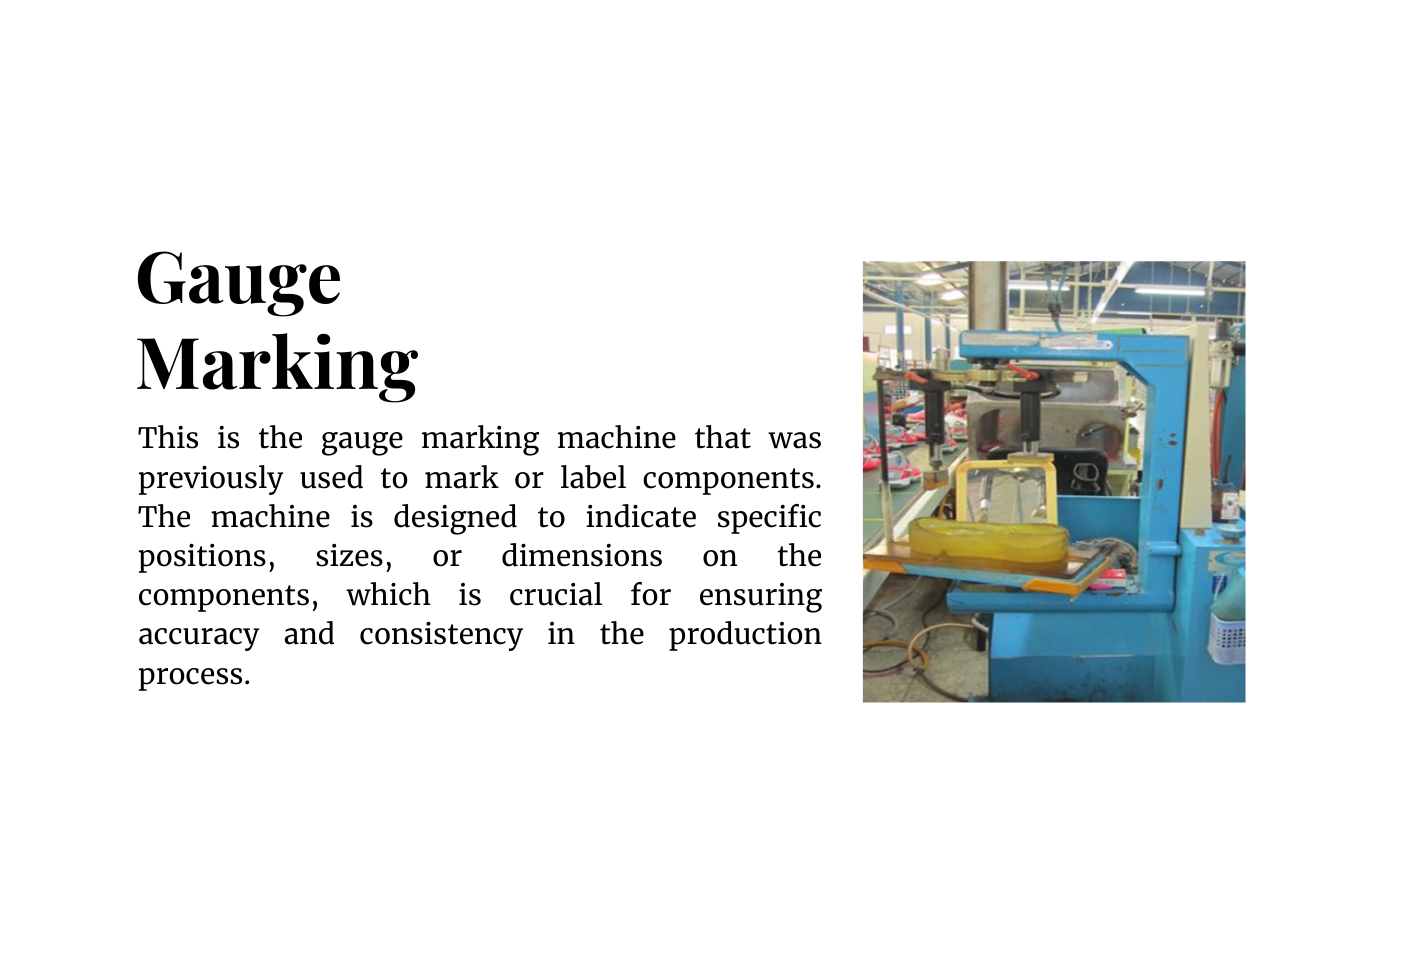 Gauge
Marking
This is the gauge marking machine that was
previously used to mark or label components.
The machine is designed to indicate specific
positions, sizes, or dimensions on the
components, which is crucial for ensuring
accuracy and consistency in the production
process.